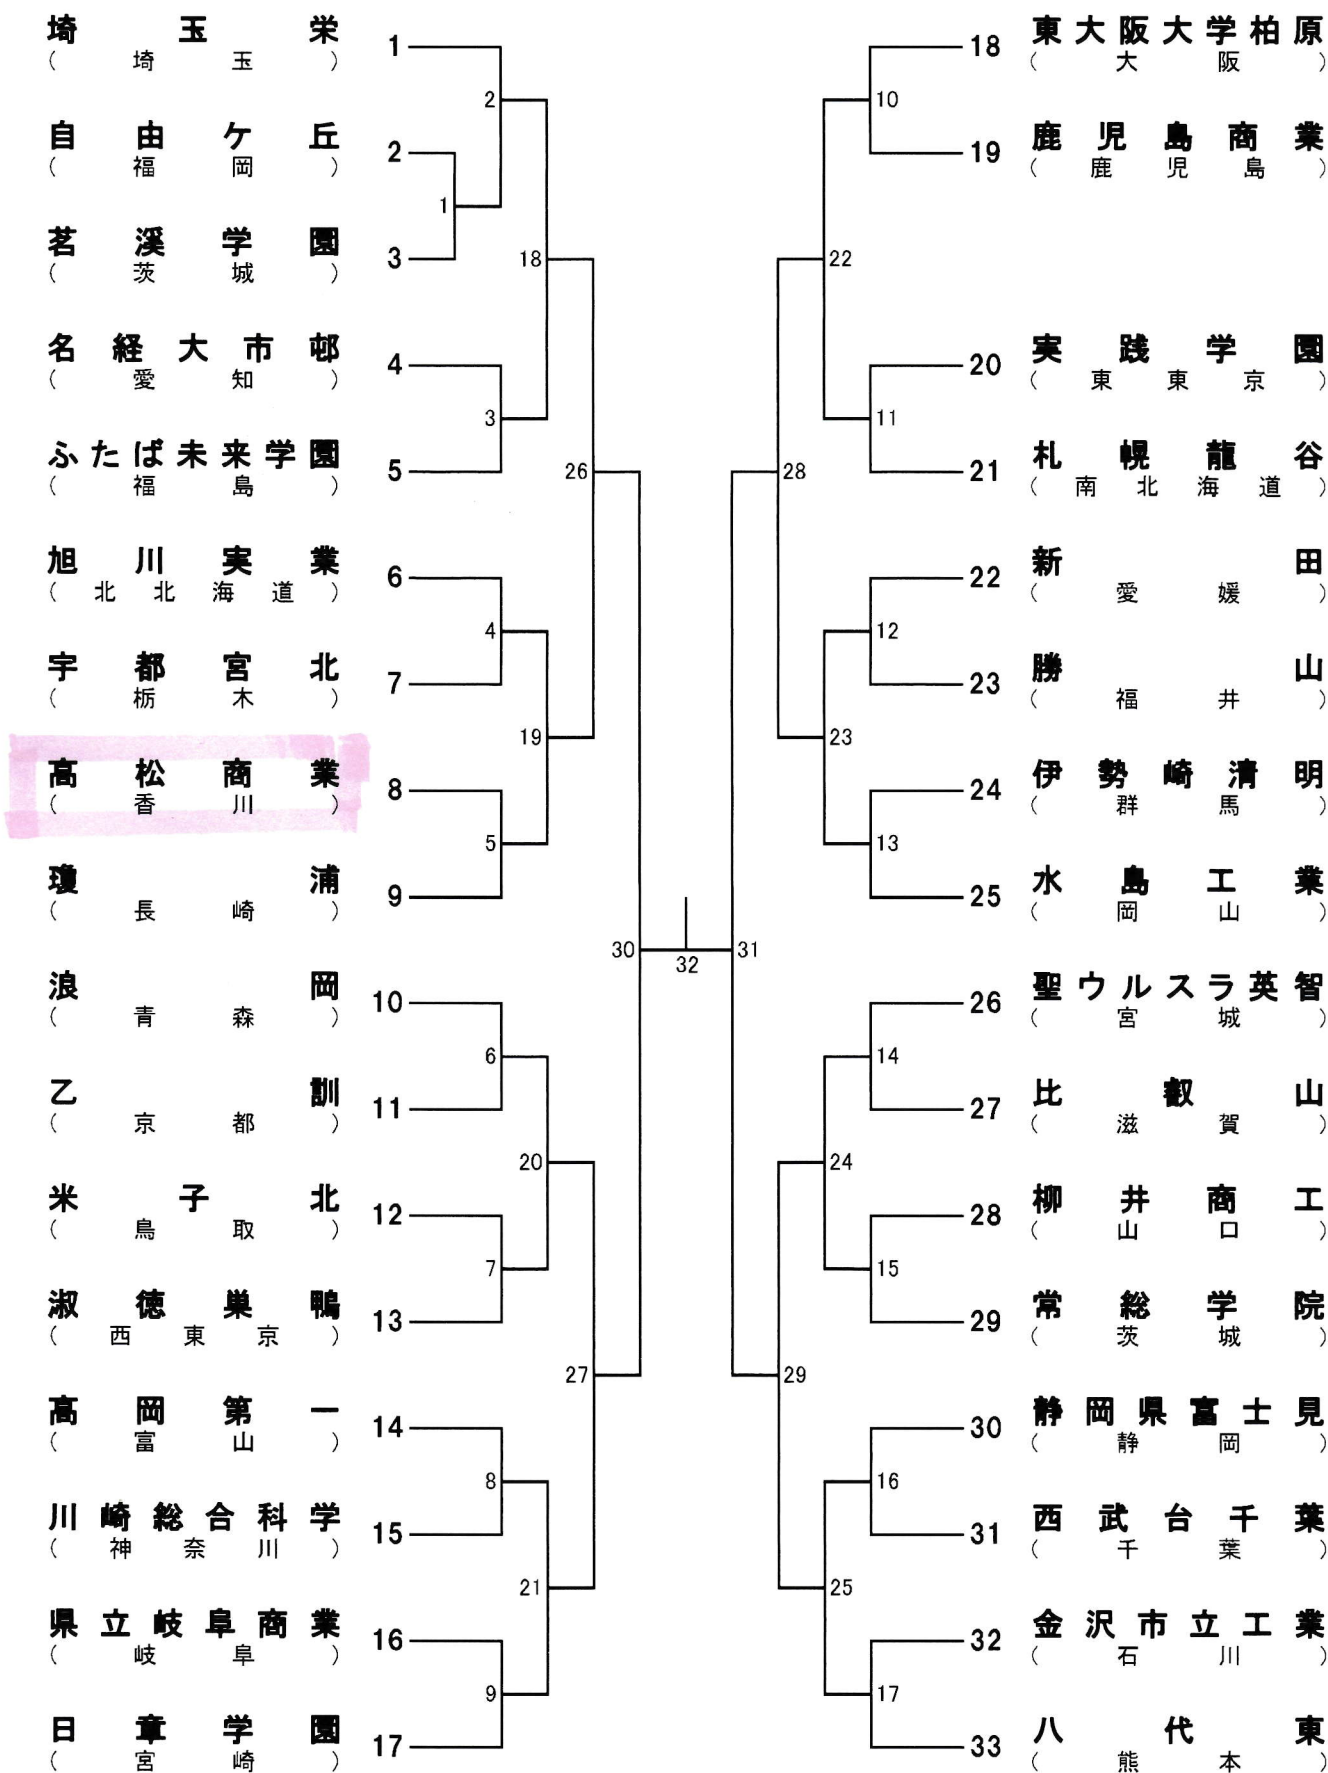 埼玉栄
(埼玉)
1
自由ケ丘
(福岡)
2
茗溪学園
(茨城)
3
名経大市邨
(愛知)
4
ふたば未来学園
(福島)
5
旭川実業
(北北海道)
6
宇都宮北
(栃木)
7
高松商業
(香川)
8
瓊浦
(長崎)
9
浪岡
(青森)
10
乙訓
(京都)
11
米子北
(鳥取)
12
淑徳巣鴨
(西東京)
13
高岡第一
(富山)
14
川崎総合科学
(神奈川)
15
県立岐阜商業
(岐阜)
16
日章学園
(宮崎)
17
1
2
3
4
5
6
7
8
9
18
19
20
21
26
27
30
32
31
28
29
22
23
24
25
10
11
12
13
14
15
16
17
18
東大阪大学柏原
(大阪)
19
鹿児島商業
(鹿児島)
20
実践学園
(東東京)
21
札幌龍谷
(南北海道)
22
新田
(愛媛)
23
勝山
(福井)
24
伊勢崎清明
(群馬)
25
水島工業
(岡山)
26
聖ウルスラ英智
(宮城)
27
比叡山
(滋賀)
28
柳井商工
(山口)
29
常総学院
(茨城)
30
静岡県富士見
(静岡)
31
西武台千葉
(千葉)
32
金沢市立工業
(石川)
33
八代東
(熊本)